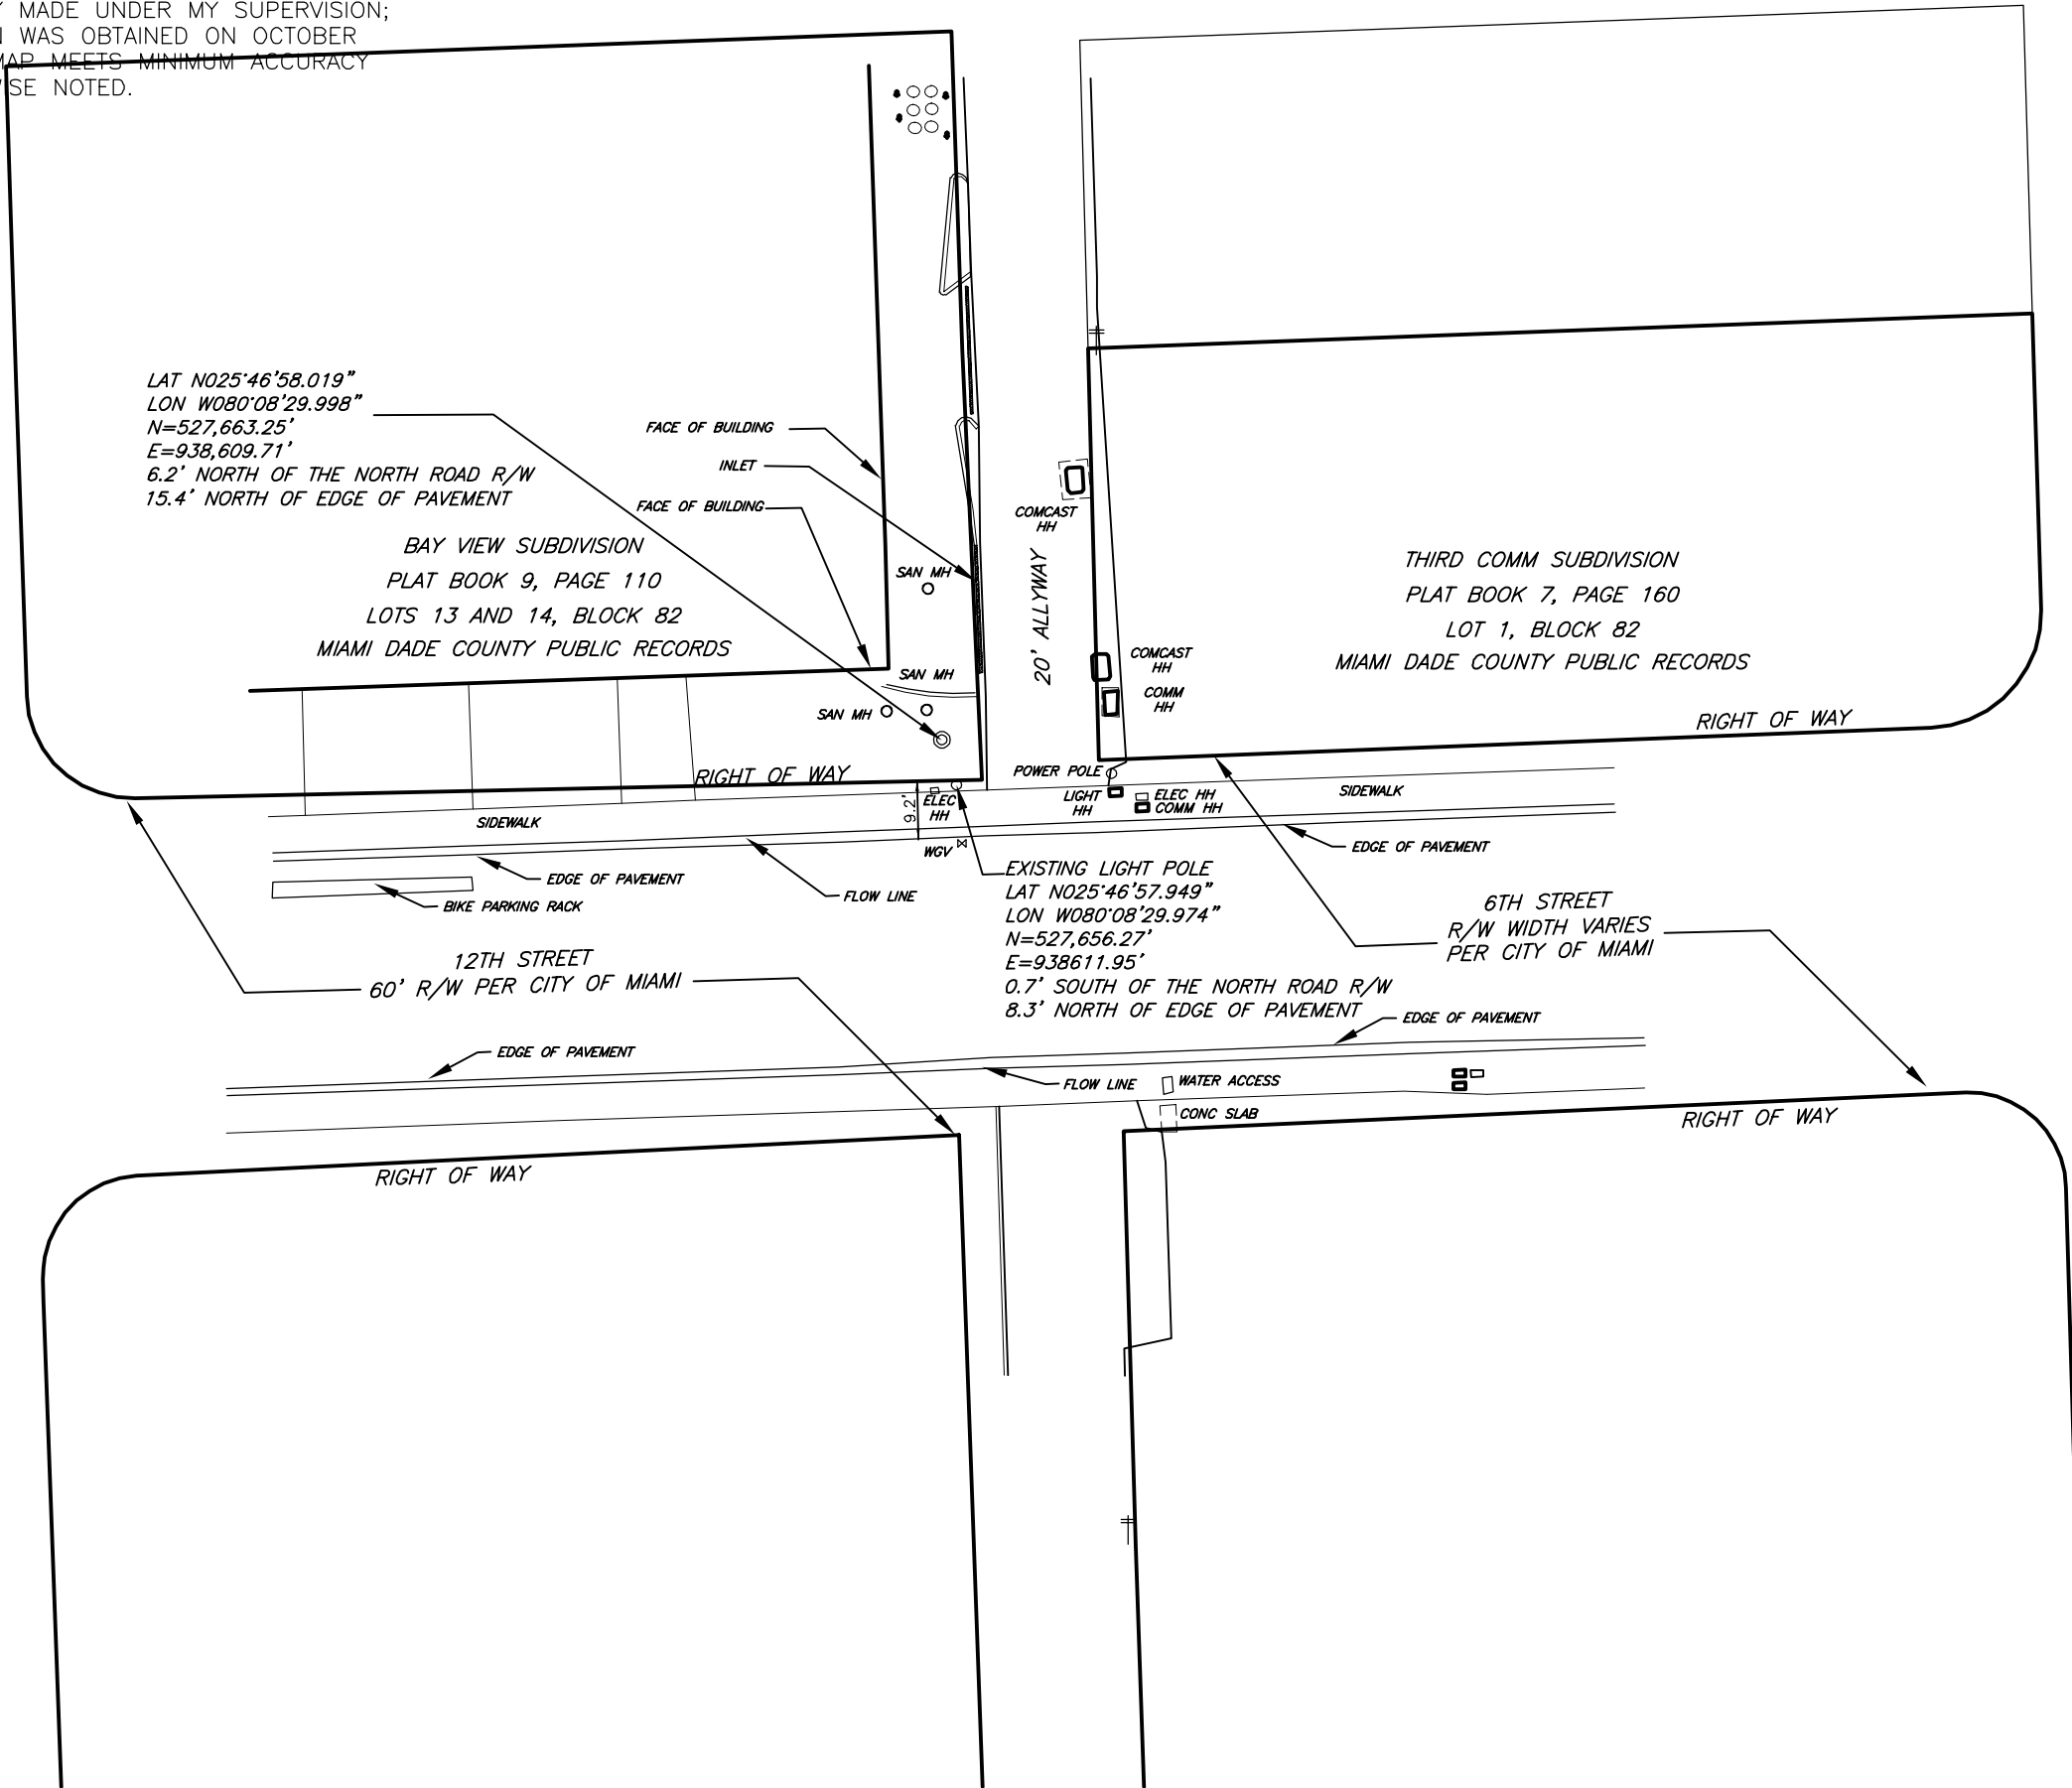 MADE UNDER MY SUPERVISION;
WAS OBTAINED ON OCTOBER
MAP MEETS MINIMUM ACCURACY
NOTED.
LAT N025°46'58.019"
LON W080°08'29.998"
N=527,663.25'
E=938,609.71'
6.2' NORTH OF THE NORTH ROAD R/W
15.4' NORTH OF EDGE OF PAVEMENT
BAY VIEW SUBDIVISION
PLAT BOOK 9, PAGE 110
LOTS 13 AND 14, BLOCK 82
MIAMI DADE COUNTY PUBLIC RECORDS
FACE OF BUILDING
INLET
FACE OF BUILDING
SAN MH
SAN MH
SAN MH
RIGHT OF WAY
20' ALLYWAY
COMCAST
HH
COMCAST
HH
COMM
HH
THIRD COMM SUBDIVISION
PLAT BOOK 7, PAGE 160
LOT 1, BLOCK 82
MIAMI DADE COUNTY PUBLIC RECORDS
RIGHT OF WAY
POWER POLE
LIGHT
HH
ELEC HH
COMM HH
SIDEWALK
EDGE OF PAVEMENT
SIDEWALK
9.2'
ELEC
HH
WGV
EDGE OF PAVEMENT
BIKE PARKING RACK
FLOW LINE
EXISTING LIGHT POLE
LAT N025°46'57.949"
LON W080°08'29.974"
N=527,656.27'
E=938611.95'
0.7' SOUTH OF THE NORTH ROAD R/W
8.3' NORTH OF EDGE OF PAVEMENT
6TH STREET
R/W WIDTH VARIES
PER CITY OF MIAMI
12TH STREET
60' R/W PER CITY OF MIAMI
EDGE OF PAVEMENT
EDGE OF PAVEMENT
FLOW LINE
WATER ACCESS
CONC SLAB
RIGHT OF WAY
RIGHT OF WAY